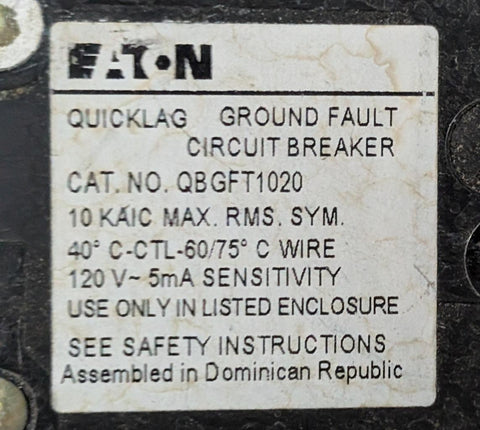 EATON
QUICKLAG GROUND FAULT
CIRCUIT BREAKER
CAT. NO. QBGFT1020
10 KAIC MAX. RMS. SYM.
40° C-CTL-60/75° C WIRE
120 V~ 5mA SENSITIVITY
USE ONLY IN LISTED ENCLOSURE
SEE SAFETY INSTRUCTIONS
Assembled in Dominican Republic